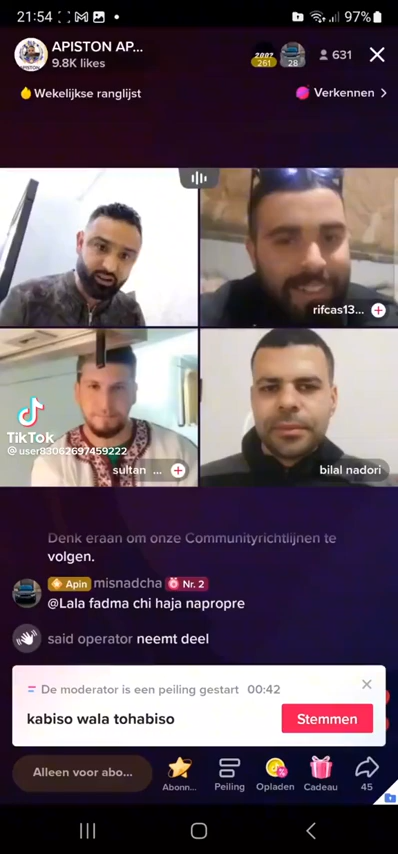 21:54
97%
APISTON AP...
9.8K likes
261
28
631
Wekelijkse ranglijst
Verkennen >
rifcas13...
TikTok
@user83062697459222
sultan ...
bilal nadori
Denk eraan om onze Communityrichtlijnen te
volgen.
Apin misnadcha Nr. 2
@Lala fadma chi haja napropre
said operator neemt deel
De moderator is een peiling gestart 00:42
kabiso wala tohabiso
Stemmen
Alleen voor abo...
Abonn...
Peiling
Opladen
Cadeau
45